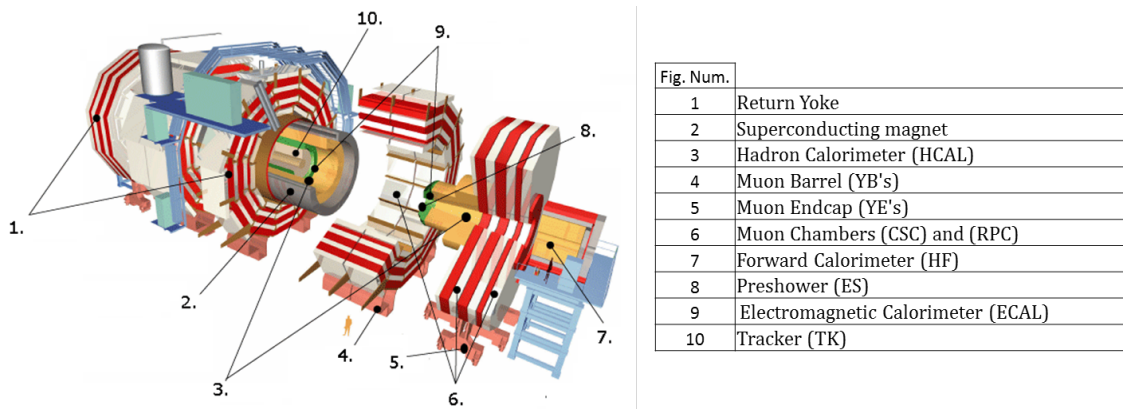 10.
9.
8.
1.
2.
7.
4.
5.
3.
6.
Fig. Num.
1 Return Yoke
2 Superconducting magnet
3 Hadron Calorimeter (HCAL)
4 Muon Barrel (YB's)
5 Muon Endcap (YE's)
6 Muon Chambers (CSC) and (RPC)
7 Forward Calorimeter (HF)
8 Preshower (ES)
9 Electromagnetic Calorimeter (ECAL)
10 Tracker (TK)